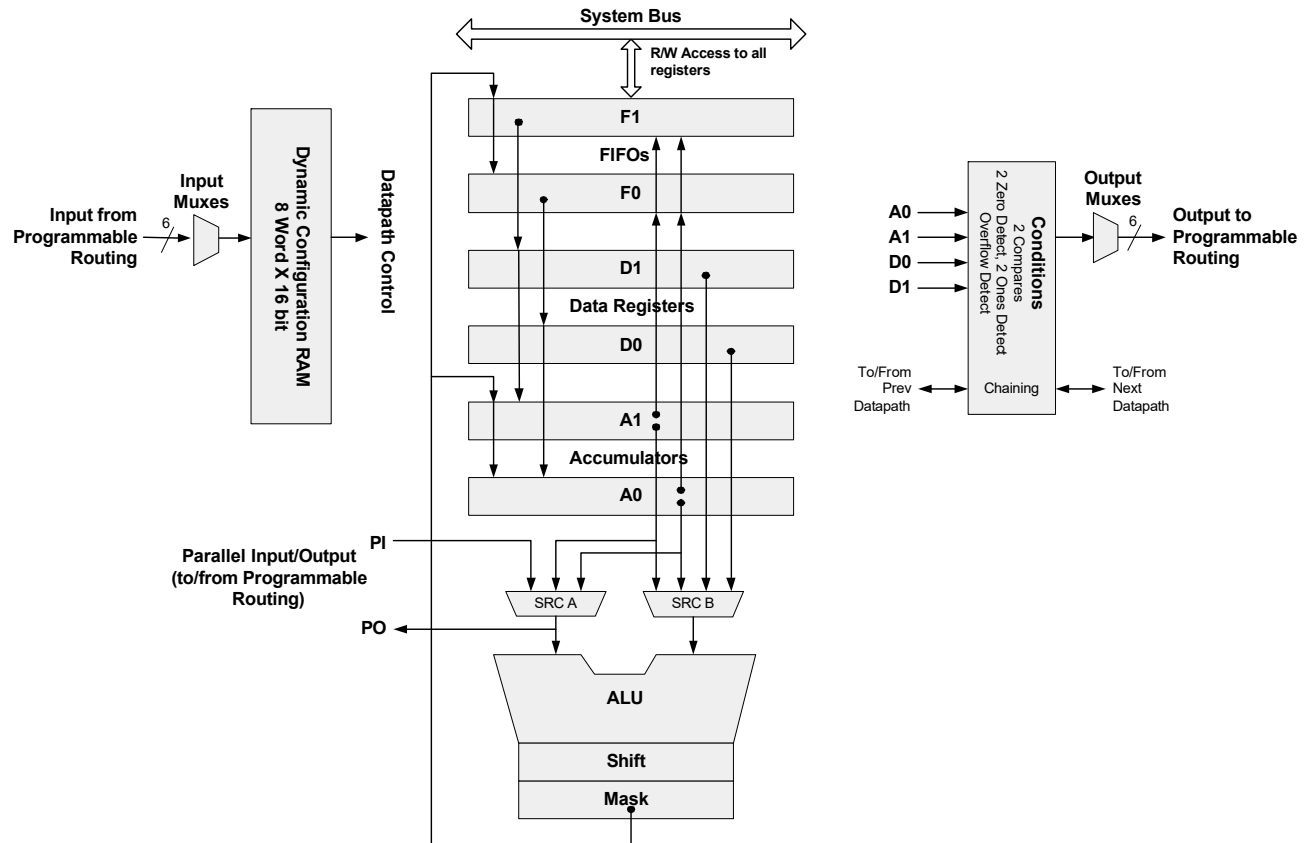 System Bus
R/W Access to all
registers
F1
FIFOs
F0
D1
Data Registers
D0
A1
Accumulators
A0
Input from
Programmable
Routing
6
Input
Muxes
Dynamic Configuration RAM
8 Word X 16 bit
Datapath Control
A0
A1
D0
D1
Conditions
2 Compares
2 Zero Detect, 2 Ones Detect
Overflow Detect
Chaining
To/From
Prev
Datapath
To/From
Next
Datapath
Output
Muxes
6
Output to
Programmable
Routing
PI
Parallel Input/Output
(to/from Programmable
Routing)
PO
SRC A
SRC B
ALU
Shift
Mask